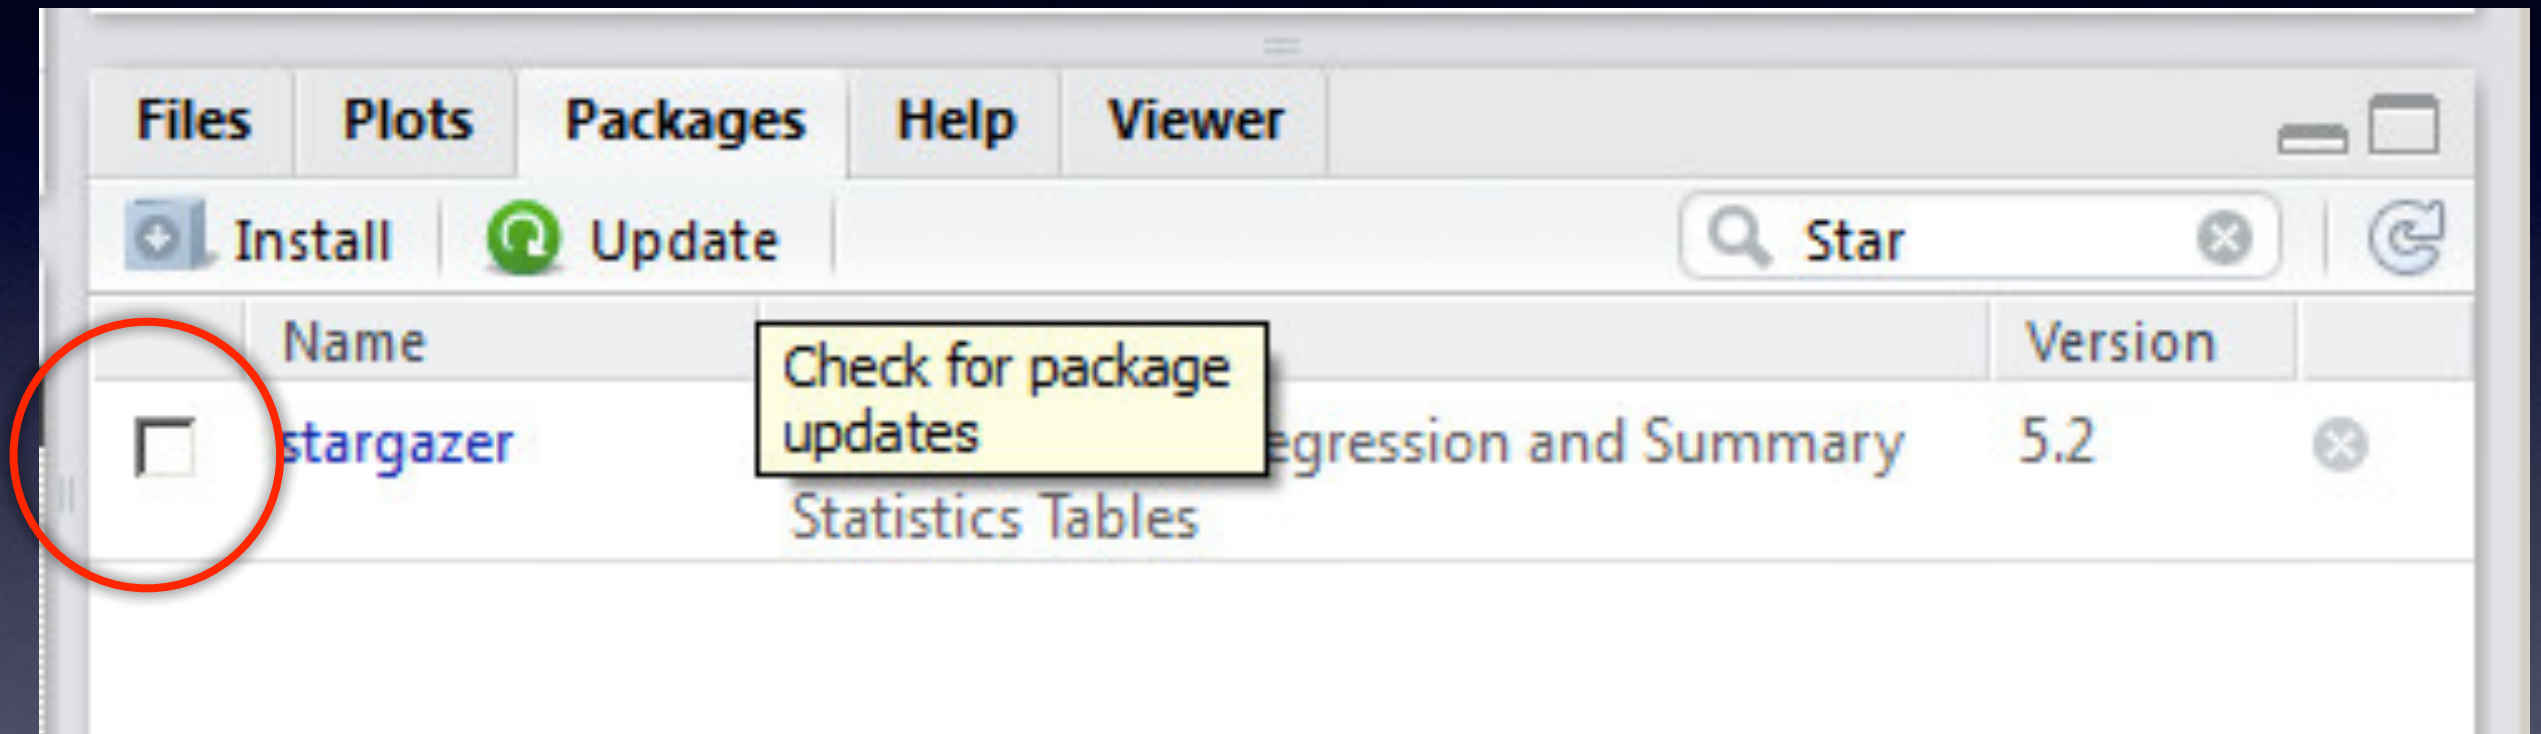 Files Plots Packages Help Viewer
Install Update Star
Name Version
Check for package
updates
stargazer egression and Summary 5.2
Statistics Tables